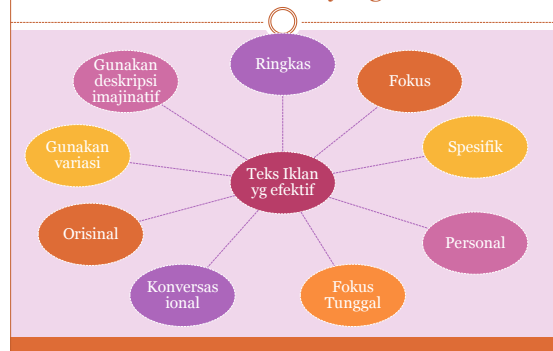 Ringkas
Fokus
Spesifik
Personal
Fokus
Tunggal
Konversas
ional
Orisinal
Gunakan
variasi
Gunakan
deskripsi
imajinatif
Teks Iklan
yg efektif